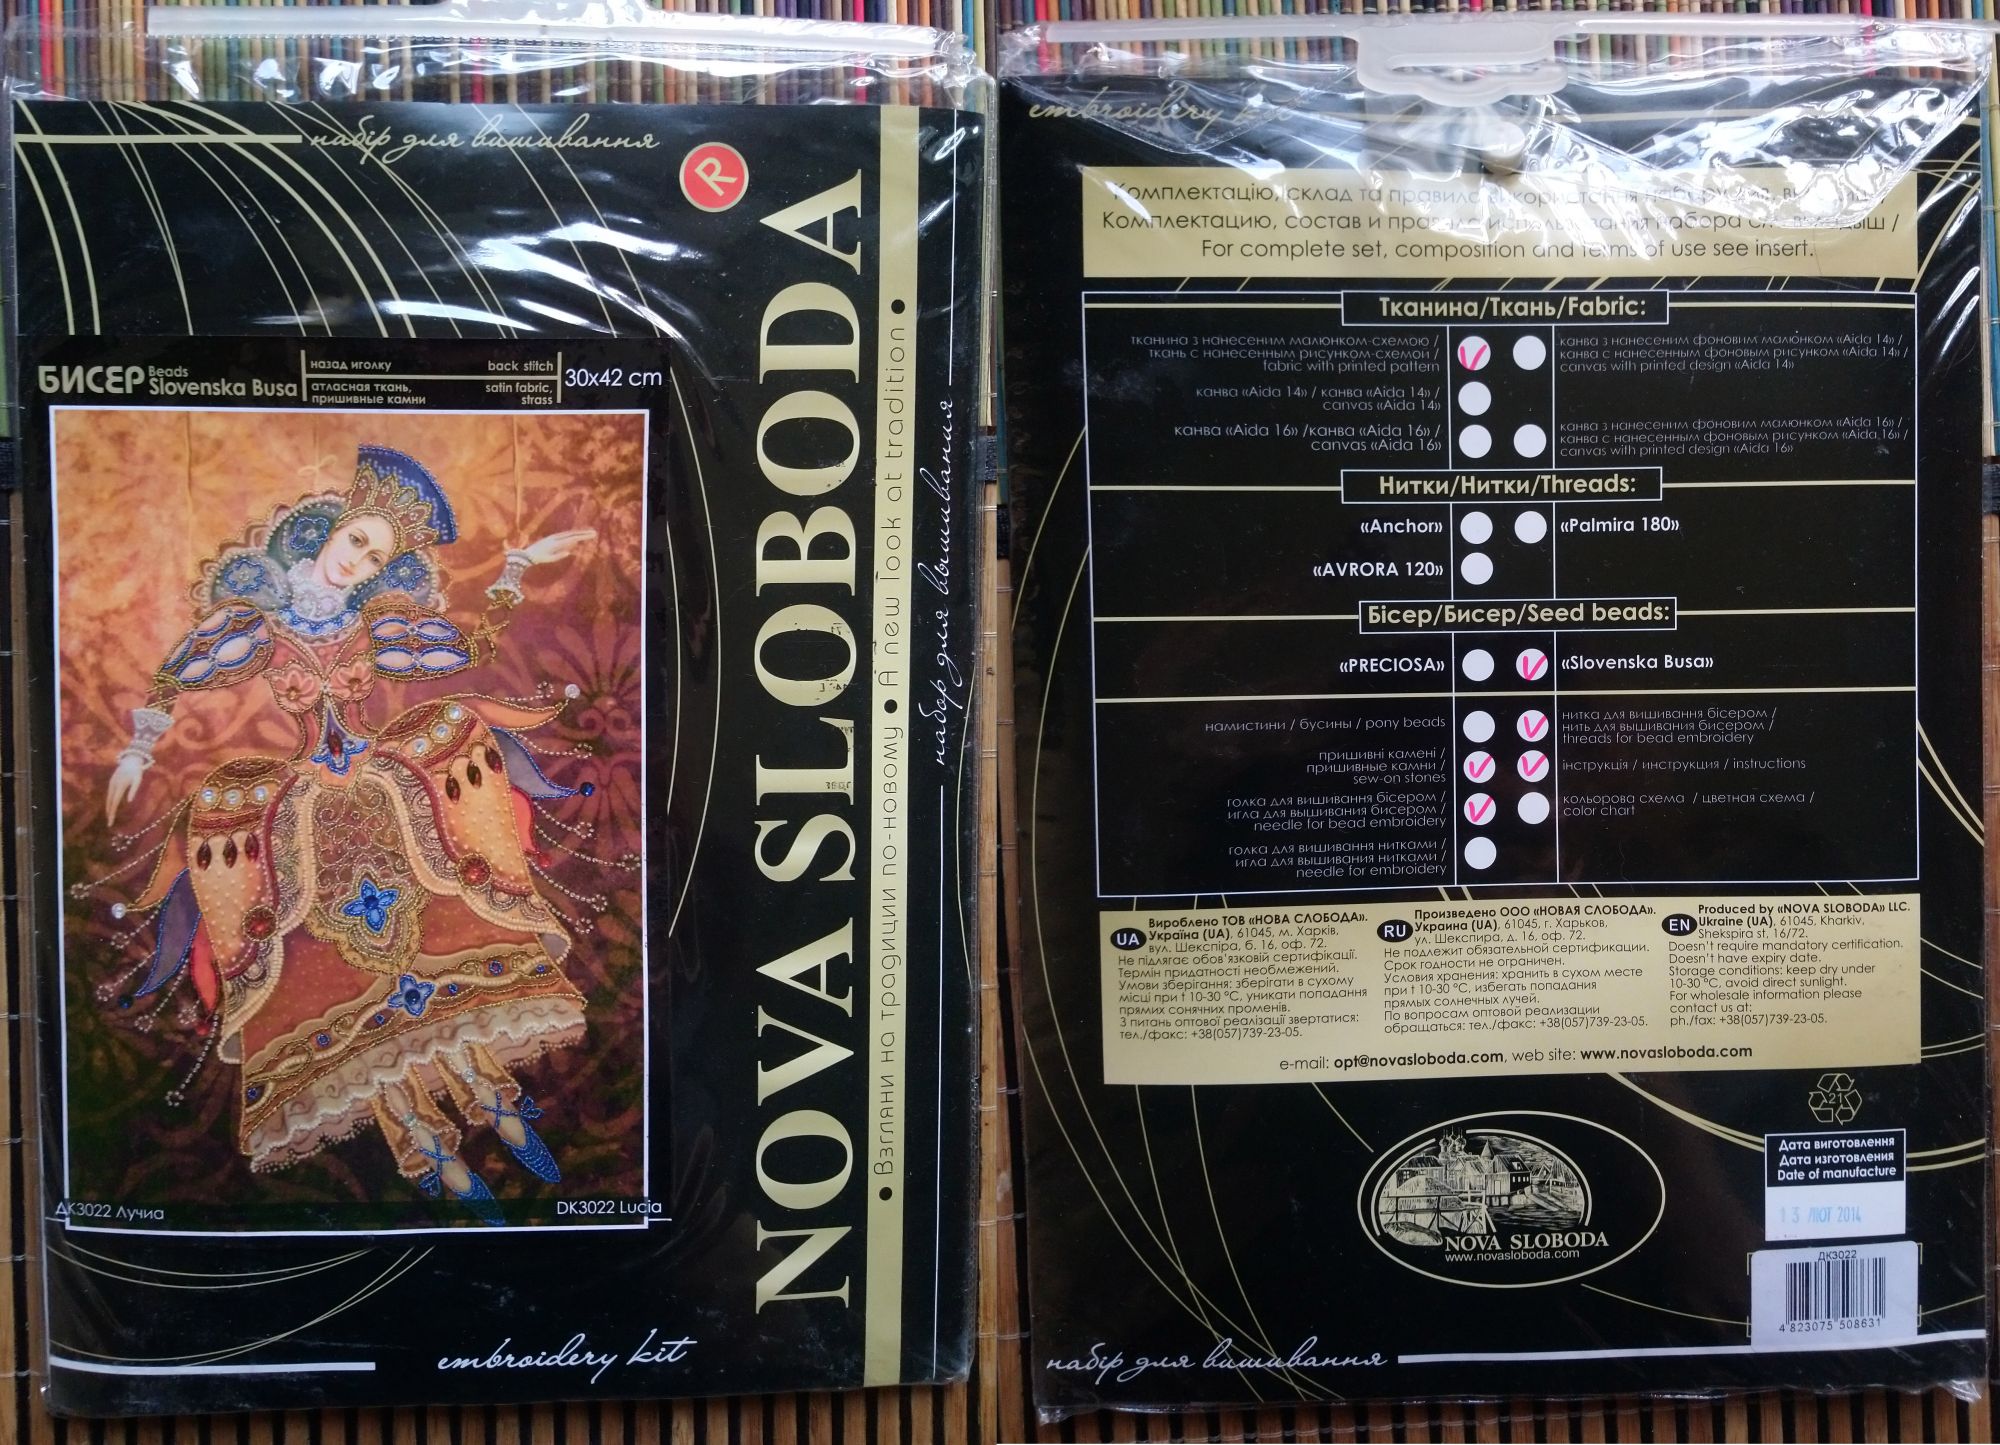 набір для вишивання
R
БИСЕР
Beads
Slovenska Busa
назад иголку
back stitch
атласная ткань,
пришивные камни
satin fabric,
strass
30x42 cm
ДК3022 Лучиа
DK3022 Lucia
NOVA SLOBODA
• Взгляни на традиции по-новому • A new look at tradition •
набор для вышивания
embroidery kit
embroidery kit
Комплектацію, склад та правила використання набору див.
Комплектацию, состав и правила использования набора см. вкладыш /
For complete set, composition and terms of use see insert.
Тканина/Ткань/Fabric:
тканина з нанесеним малюнком-схемою /
ткань с нанесенным рисунком-схемой /
fabric with printed pattern
канва з нанесеним фоновим малюнком «Aida 14» /
канва с нанесенным фоновым рисунком «Aida 14» /
canvas with printed design «Aida 14»
канва «Aida 14» / канва «Aida 14» /
canvas «Aida 14»
канва «Aida 16» /канва «Aida 16» /
canvas «Aida 16»
канва з нанесеним фоновим малюнком «Aida 16» /
канва с нанесенным фоновым рисунком «Aida 16» /
canvas with printed design «Aida 16»
Нитки/Нитки/Threads:
«Anchor»
«Palmira 180»
«AVRORA 120»
Бісер/Бисер/Seed beads:
«PRECIOSA»
«Slovenska Busa»
намистини / бусины / pony beads
нитка для вишивання бісером /
нить для вышивания бисером /
threads for bead embroidery
пришивні камені /
пришивные камни /
sew-on stones
інструкція / инструкция / instructions
голка для вишивання бісером /
игла для вышивания бисером /
needle for bead embroidery
кольорова схема / цветная схема /
color chart
голка для вишивання нитками /
игла для вышивания нитками /
needle for embroidery
UA
Вироблено ТОВ «НОВА СЛОБОДА».
Україна (UA), 61045, м. Харків,
вул. Шекспіра, б. 16, оф. 72.
Не підлягає обов'язковій сертифікації.
Термін придатності необмежений.
Умови зберігання: зберігати в сухому
місці при t 10-30 °С, уникати попадання
прямих сонячних променів.
З питань оптової реалізації звертатися:
тел./факс: +38(057)739-23-05.
RU
Произведено ООО «НОВАЯ СЛОБОДА».
Украина (UA), 61045, г. Харьков,
ул. Шекспира, д. 16, оф. 72.
Не подлежит обязательной сертификации.
Срок годности не ограничен.
Условия хранения: хранить в сухом месте
при t 10-30 °С, избегать попадания
прямых солнечных лучей.
По вопросам оптовой реализации
обращаться: тел./факс: +38(057)739-23-05.
EN
Produced by «NOVA SLOBODA» LLC.
Ukraine (UA), 61045, Kharkiv,
Shekspira st. 16/72.
Doesn't require mandatory certification.
Doesn't have expiry date.
Storage conditions: keep dry under
10-30 °C, avoid direct sunlight.
For wholesale information please
contact us at:
ph./fax: +38(057)739-23-05.
e-mail: opt@novasloboda.com, web site: www.novasloboda.com
21
Дата виготовлення
Дата изготовления
Date of manufacture
13 ЛЮТ 2014
NOVA SLOBODA
www.novasloboda.com
ДК3022
4 823075 508631
набір для вишивання